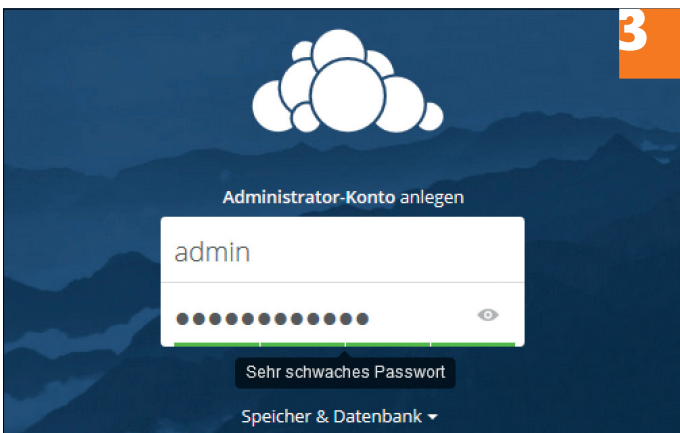 3
Administrator-Konto anlegen
admin
●●●●●●●●●●●●
Sehr schwaches Passwort
Speicher & Datenbank